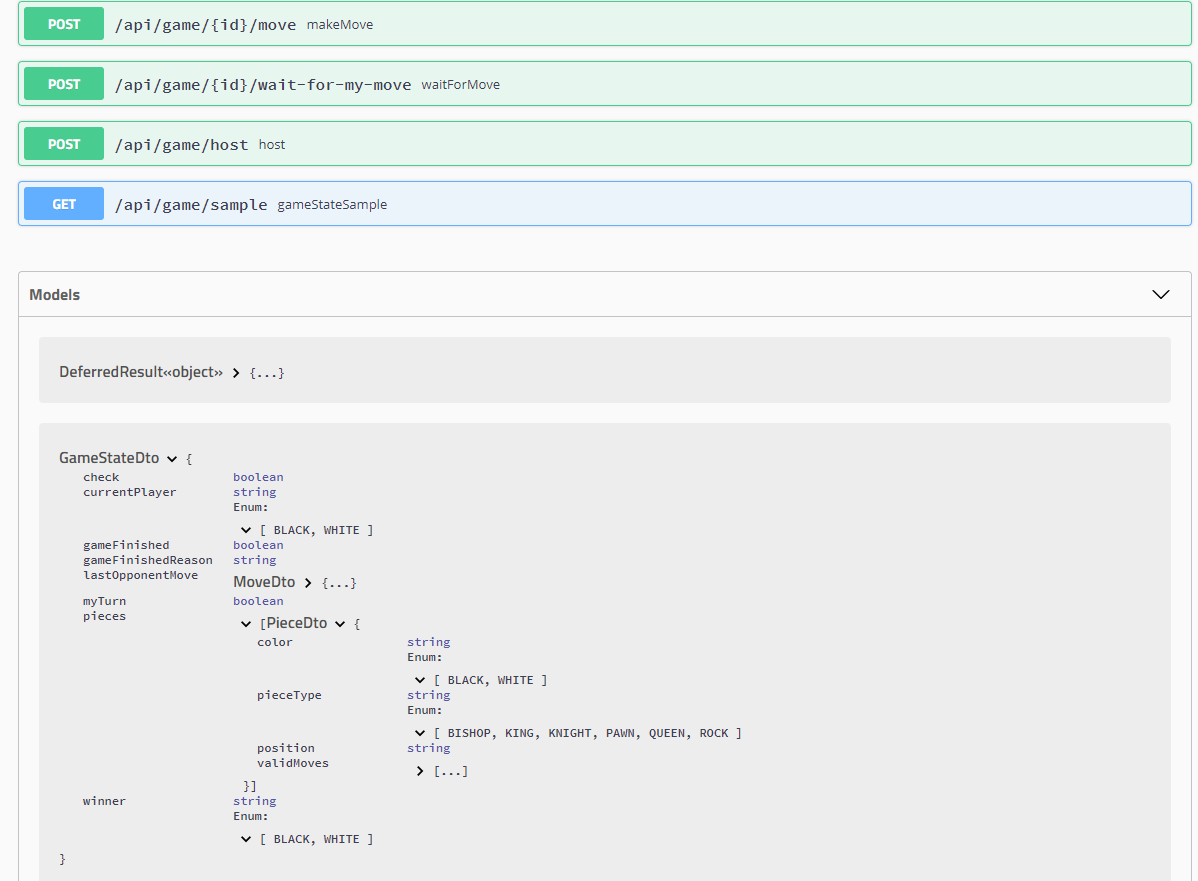 POST /api/game/{id}/move makeMove
POST /api/game/{id}/wait-for-my-move waitForMove
POST /api/game/host host
GET /api/game/sample gameStateSample
Models
DeferredResult«object» {...}
GameStateDto {
check boolean
currentPlayer string
Enum:
[ BLACK, WHITE ]
gameFinished boolean
gameFinishedReason string
lastOpponentMove MoveDto {...}
myTurn boolean
pieces [PieceDto {
color string
Enum:
[ BLACK, WHITE ]
pieceType string
Enum:
[ BISHOP, KING, KNIGHT, PAWN, QUEEN, ROCK ]
position string
validMoves [...]
}]
winner string
Enum:
[ BLACK, WHITE ]
}